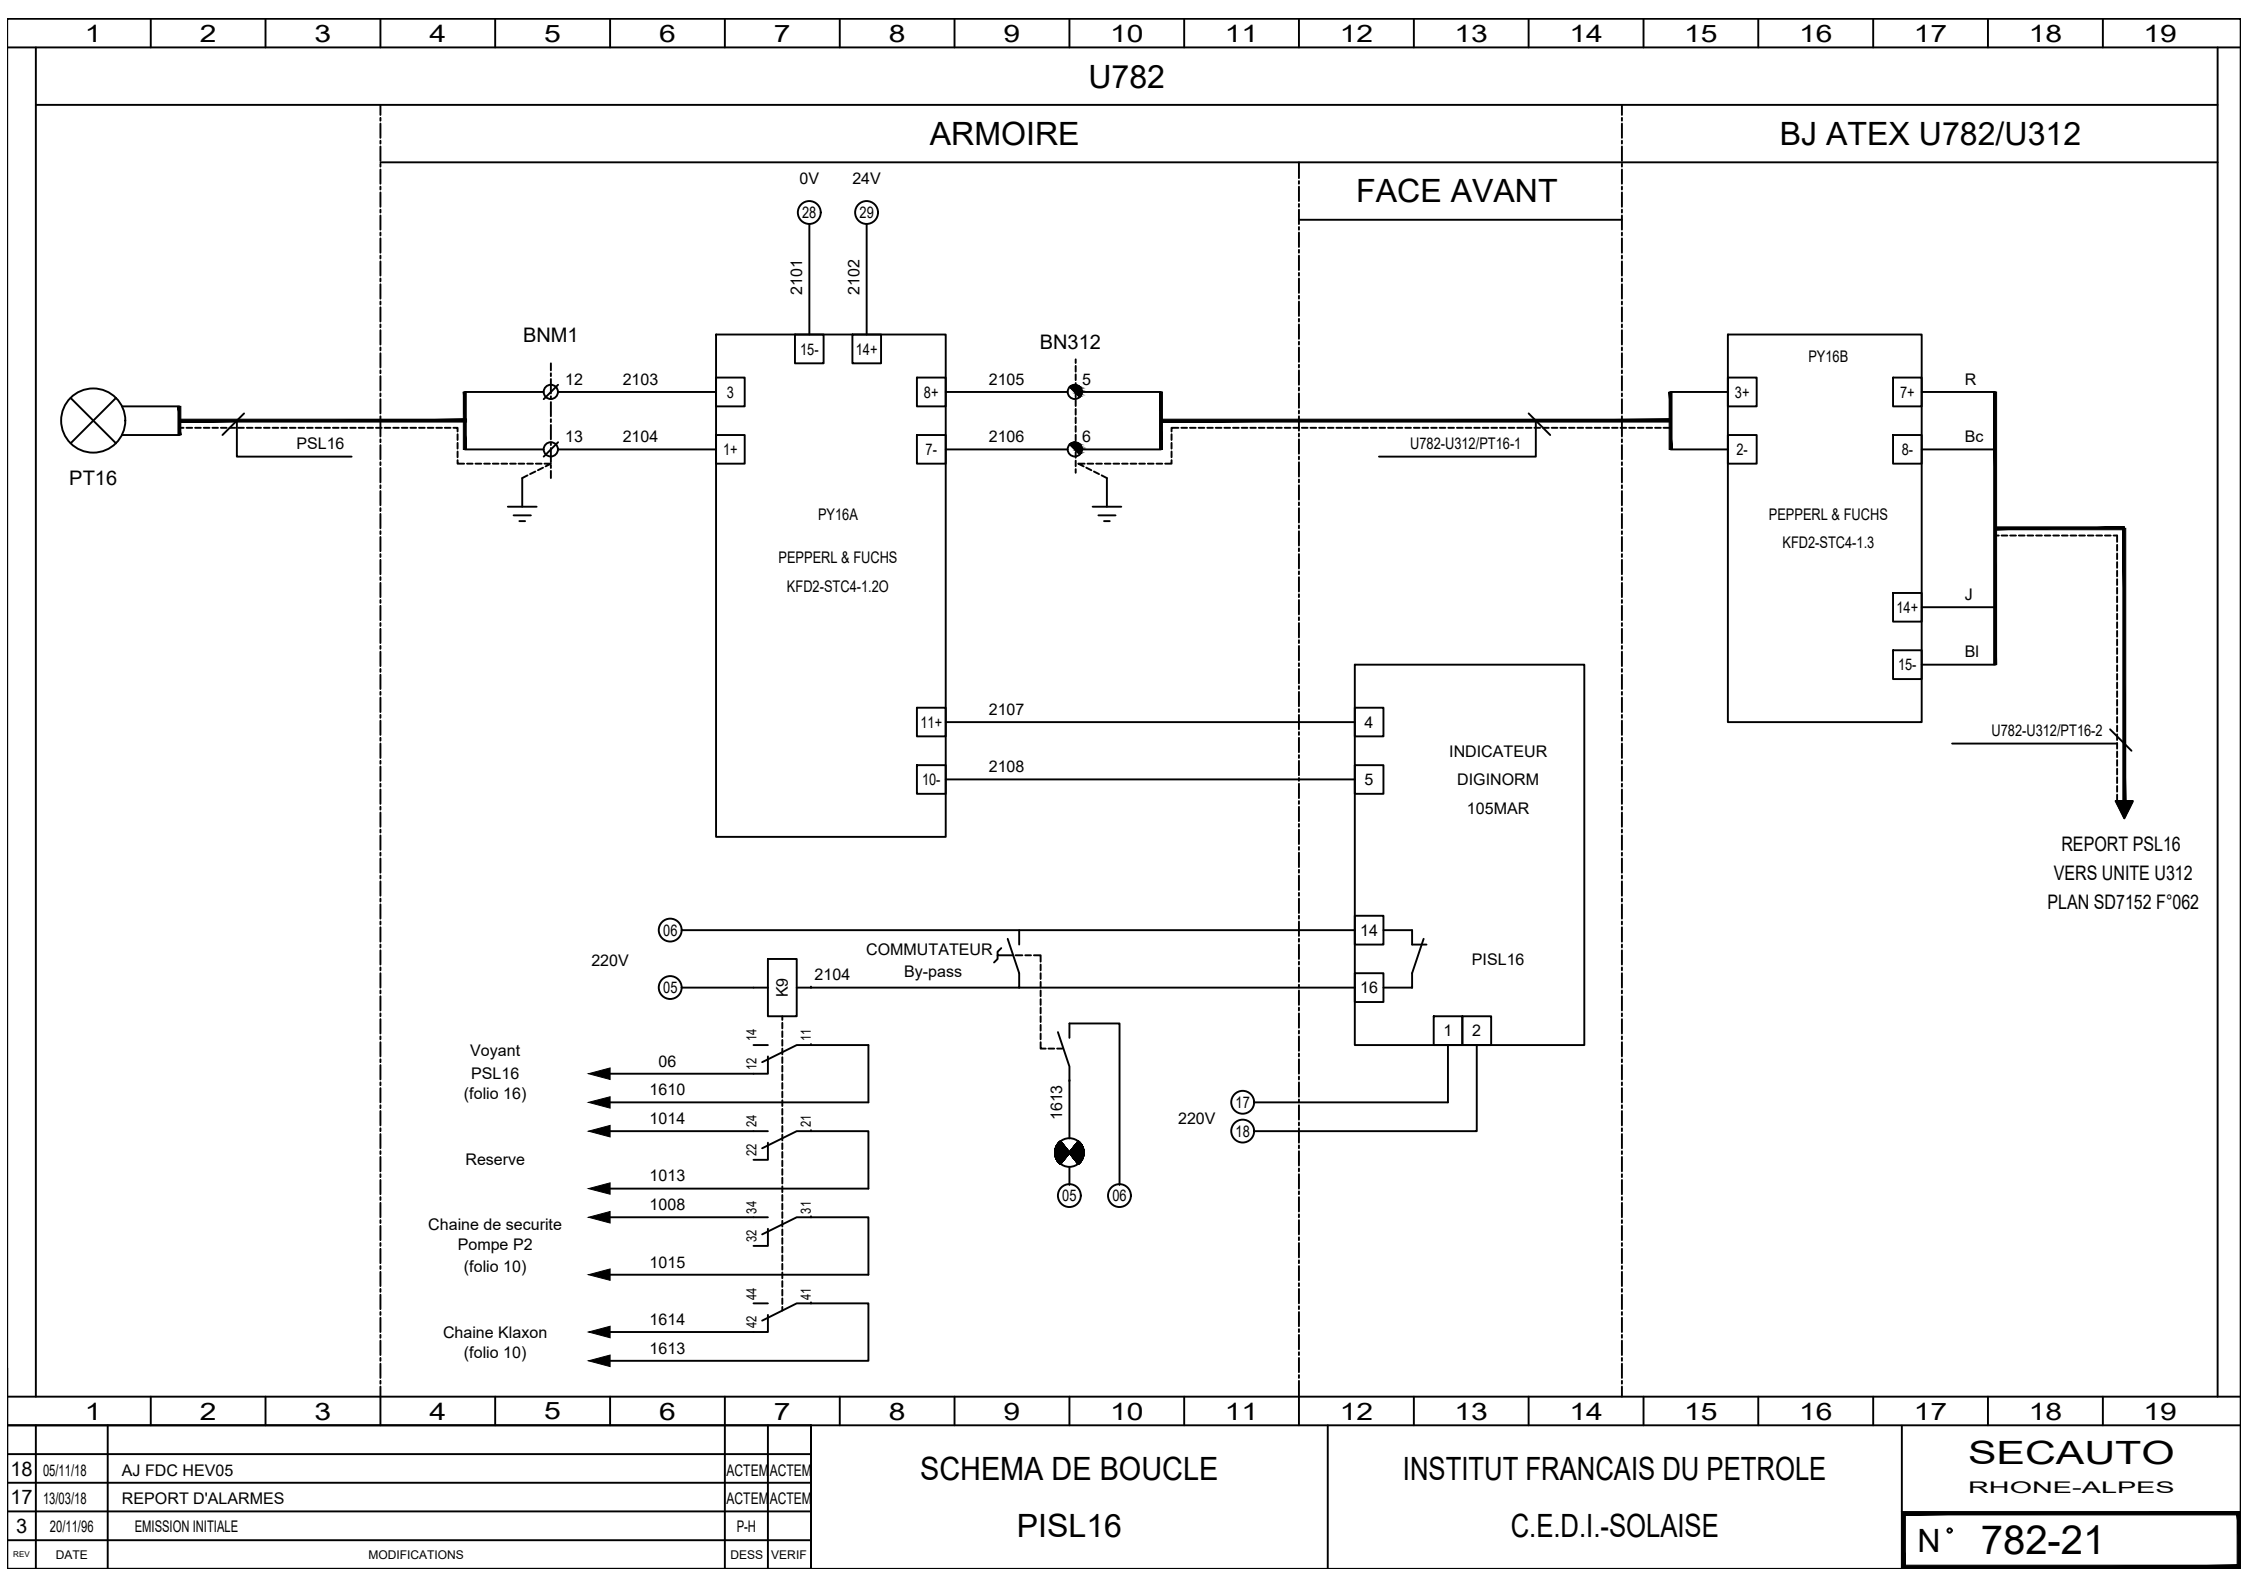 1 2 3 4 5 6 7 8 9 10 11 12 13 14 15 16 17 18 19
U782
ARMOIRE
BJ ATEX U782/U312
FACE AVANT
0V 24V
28 29
2101 2102
BNM1
BN312
PY16B
15- 14+
12 2103 3
8+ 2105 5
3+ 7+ R
13 2104 1+
7- 2106 6
2- 8- Bc
PSL16
U782-U312/PT16-1
PT16
PY16A
PEPPERL & FUCHS
KFD2-STC4-1.2O
PEPPERL & FUCHS
KFD2-STC4-1.3
14+ J
15- Bl
11+ 2107 4
10- 2108 5
INDICATEUR
DIGINORM
105MAR
U782-U312/PT16-2
REPORT PSL16
VERS UNITE U312
PLAN SD7152 F°062
06
14
220V
COMMUTATEUR
By-pass
PISL16
05
K9
2104
16
1 2
Voyant
PSL16
(folio 16)
06
14 11
12
1610
1014
24 21
22
Reserve
1013
1008
34 31
32
Chaine de securite
Pompe P2
(folio 10)
1015
44 41
42
1614
Chaine Klaxon
(folio 10)
1613
1613
05 06
220V
17
18
1 2 3 4 5 6 7 8 9 10 11 12 13 14 15 16 17 18 19
18 05/11/18 AJ FDC HEV05 ACTEM ACTEM
17 13/03/18 REPORT D'ALARMES ACTEM ACTEM
3 20/11/96 EMISSION INITIALE P-H
REV DATE MODIFICATIONS DESS VERIF
SCHEMA DE BOUCLE
PISL16
INSTITUT FRANCAIS DU PETROLE
C.E.D.I.-SOLAISE
SECAUTO
RHONE-ALPES
N° 782-21